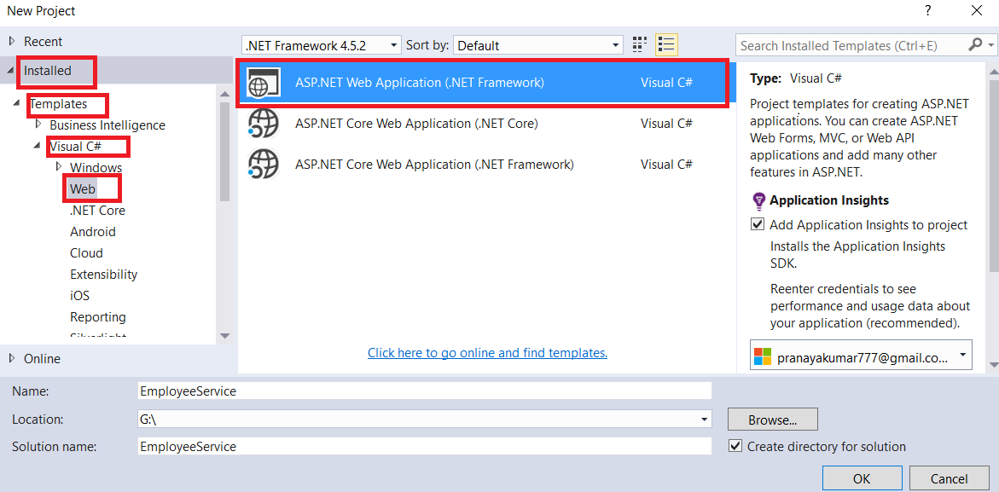 New Project
?
Recent
.NET Framework 4.5.2
Sort by:
Default
Search Installed Templates (Ctrl+E)
Installed
Templates
Business Intelligence
Visual C#
Windows
Web
.NET Core
Android
Cloud
Extensibility
iOS
Reporting
Silverlight
Online
ASP.NET Web Application (.NET Framework) Visual C#
ASP.NET Core Web Application (.NET Core) Visual C#
ASP.NET Core Web Application (.NET Framework) Visual C#
Click here to go online and find templates.
Type: Visual C#
Project templates for creating ASP.NET
applications. You can create ASP.NET
Web Forms, MVC, or Web API
applications and add many other
features in ASP.NET.
Application Insights
Add Application Insights to project
Installs the Application Insights
SDK.
Reenter credentials to see
performance and usage data about
your application (recommended).
pranayakumar777@gmail.co...
Name: EmployeeService
Location: G:\
Browse...
Solution name: EmployeeService
Create directory for solution
OK
Cancel